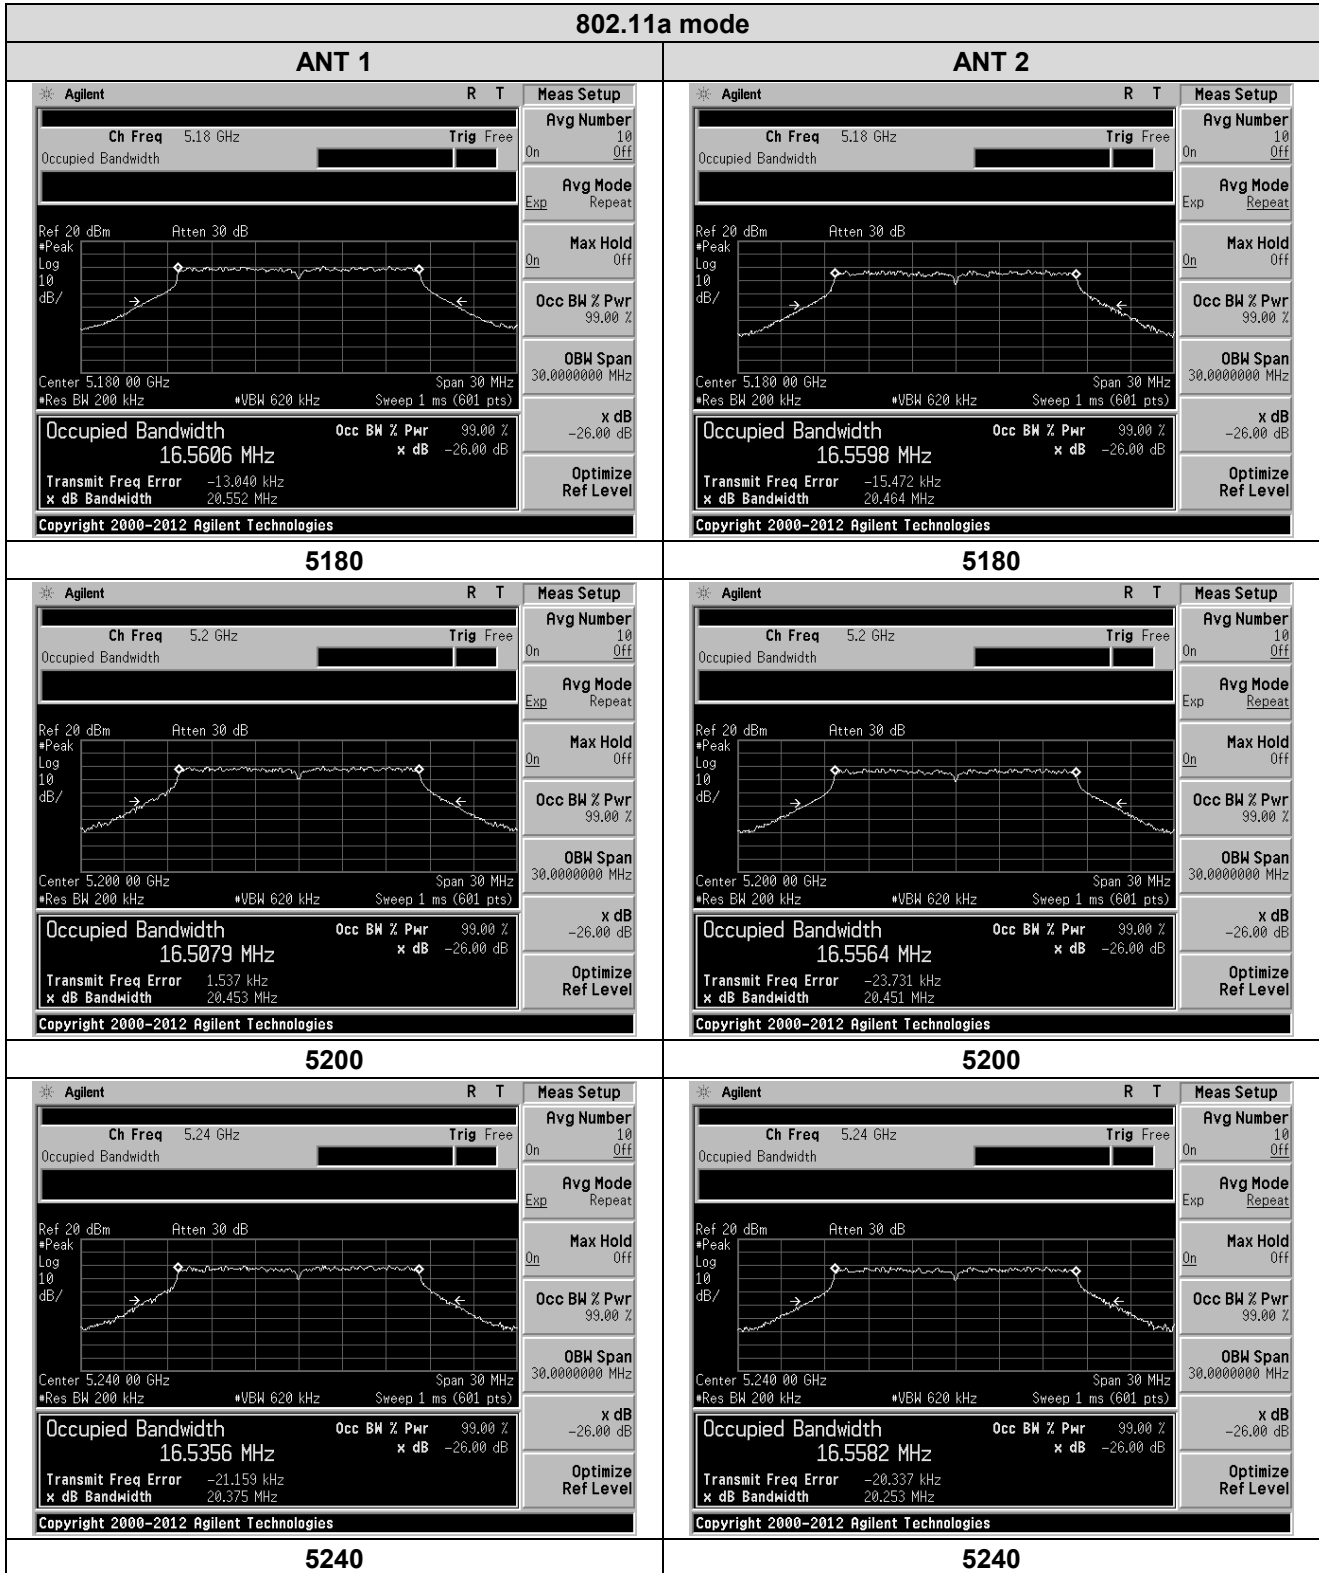 802.11a mode
ANT 1
ANT 2
Agilent R T Meas Setup
Ch Freq 5.18 GHz Trig Free
Occupied Bandwidth
Avg Number
10
On Off
Avg Mode
Exp Repeat
Ref 20 dBm Atten 30 dB
#Peak
Log
10
dB/
Max Hold
On Off
Occ BW % Pwr
99.00 %
OBW Span
30.0000000 MHz
Center 5.180 00 GHz Span 30 MHz
#Res BW 200 kHz #VBW 620 kHz Sweep 1 ms (601 pts)
x dB
-26.00 dB
Occupied Bandwidth Occ BW % Pwr 99.00 %
16.5606 MHz x dB -26.00 dB
Transmit Freq Error -13.040 kHz
x dB Bandwidth 20.552 MHz
Optimize
Ref Level
Copyright 2000-2012 Agilent Technologies
Agilent R T Meas Setup
Ch Freq 5.18 GHz Trig Free
Occupied Bandwidth
Avg Number
10
On Off
Avg Mode
Exp Repeat
Ref 20 dBm Atten 30 dB
#Peak
Log
10
dB/
Max Hold
On Off
Occ BW % Pwr
99.00 %
OBW Span
30.0000000 MHz
Center 5.180 00 GHz Span 30 MHz
#Res BW 200 kHz #VBW 620 kHz Sweep 1 ms (601 pts)
x dB
-26.00 dB
Occupied Bandwidth Occ BW % Pwr 99.00 %
16.5598 MHz x dB -26.00 dB
Transmit Freq Error -15.472 kHz
x dB Bandwidth 20.464 MHz
Optimize
Ref Level
Copyright 2000-2012 Agilent Technologies
5180
5180
Agilent R T Meas Setup
Ch Freq 5.2 GHz Trig Free
Occupied Bandwidth
Avg Number
10
On Off
Avg Mode
Exp Repeat
Ref 20 dBm Atten 30 dB
#Peak
Log
10
dB/
Max Hold
On Off
Occ BW % Pwr
99.00 %
OBW Span
30.0000000 MHz
Center 5.200 00 GHz Span 30 MHz
#Res BW 200 kHz #VBW 620 kHz Sweep 1 ms (601 pts)
x dB
-26.00 dB
Occupied Bandwidth Occ BW % Pwr 99.00 %
16.5079 MHz x dB -26.00 dB
Transmit Freq Error 1.537 kHz
x dB Bandwidth 20.453 MHz
Optimize
Ref Level
Copyright 2000-2012 Agilent Technologies
Agilent R T Meas Setup
Ch Freq 5.2 GHz Trig Free
Occupied Bandwidth
Avg Number
10
On Off
Avg Mode
Exp Repeat
Ref 20 dBm Atten 30 dB
#Peak
Log
10
dB/
Max Hold
On Off
Occ BW % Pwr
99.00 %
OBW Span
30.0000000 MHz
Center 5.200 00 GHz Span 30 MHz
#Res BW 200 kHz #VBW 620 kHz Sweep 1 ms (601 pts)
x dB
-26.00 dB
Occupied Bandwidth Occ BW % Pwr 99.00 %
16.5564 MHz x dB -26.00 dB
Transmit Freq Error -23.731 kHz
x dB Bandwidth 20.451 MHz
Optimize
Ref Level
Copyright 2000-2012 Agilent Technologies
5200
5200
Agilent R T Meas Setup
Ch Freq 5.24 GHz Trig Free
Occupied Bandwidth
Avg Number
10
On Off
Avg Mode
Exp Repeat
Ref 20 dBm Atten 30 dB
#Peak
Log
10
dB/
Max Hold
On Off
Occ BW % Pwr
99.00 %
OBW Span
30.0000000 MHz
Center 5.240 00 GHz Span 30 MHz
#Res BW 200 kHz #VBW 620 kHz Sweep 1 ms (601 pts)
x dB
-26.00 dB
Occupied Bandwidth Occ BW % Pwr 99.00 %
16.5356 MHz x dB -26.00 dB
Transmit Freq Error -21.159 kHz
x dB Bandwidth 20.375 MHz
Optimize
Ref Level
Copyright 2000-2012 Agilent Technologies
Agilent R T Meas Setup
Ch Freq 5.24 GHz Trig Free
Occupied Bandwidth
Avg Number
10
On Off
Avg Mode
Exp Repeat
Ref 20 dBm Atten 30 dB
#Peak
Log
10
dB/
Max Hold
On Off
Occ BW % Pwr
99.00 %
OBW Span
30.0000000 MHz
Center 5.240 00 GHz Span 30 MHz
#Res BW 200 kHz #VBW 620 kHz Sweep 1 ms (601 pts)
x dB
-26.00 dB
Occupied Bandwidth Occ BW % Pwr 99.00 %
16.5582 MHz x dB -26.00 dB
Transmit Freq Error -20.337 kHz
x dB Bandwidth 20.253 MHz
Optimize
Ref Level
Copyright 2000-2012 Agilent Technologies
5240
5240